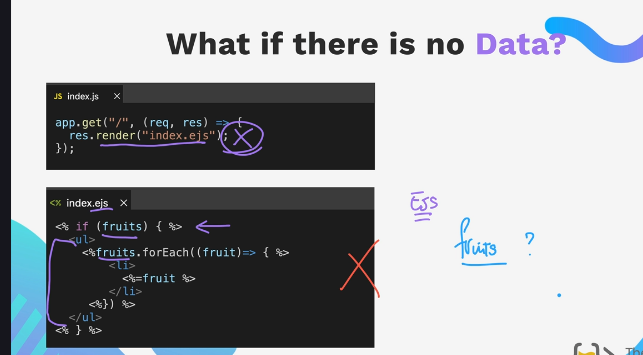 What if there is no Data?
JS index.js ×
app.get("/", (req, res) => {
res.render("index.ejs");
});
<% index.ejs ×
<% if (fruits) { %>
<ul>
<%fruits.forEach((fruit)=> { %>
<li>
<%=fruit %>
</li>
<%}) %>
</ul>
<% } %>
EJS
fruits ?